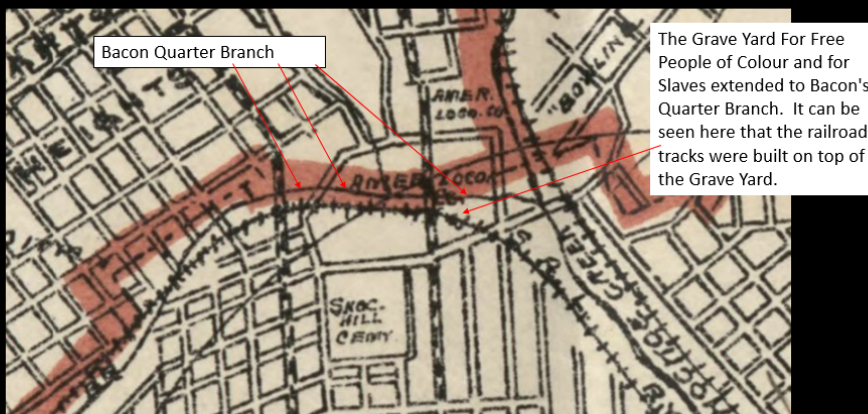 Bacon Quarter Branch
The Grave Yard For Free
People of Colour and for
Slaves extended to Bacon's
Quarter Branch. It can be
seen here that the railroad
tracks were built on top of
the Grave Yard.
HEIGHTS
AMER.
LOCO. CO
"BOWLING
AMER LOCO
SHOC-
HILL
CEMY.
CREEK
R.R.